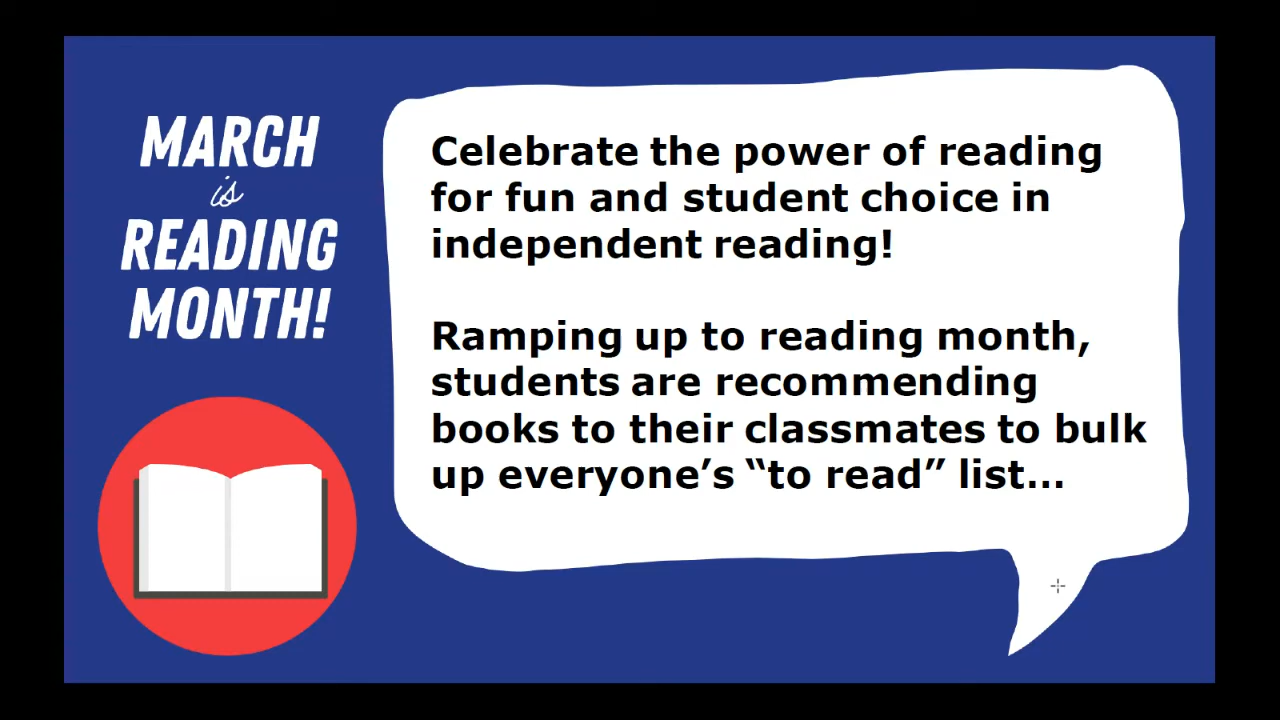 MARCH
is
READING
MONTH!
Celebrate the power of reading
for fun and student choice in
independent reading!
Ramping up to reading month,
students are recommending
books to their classmates to bulk
up everyone’s “to read” list...